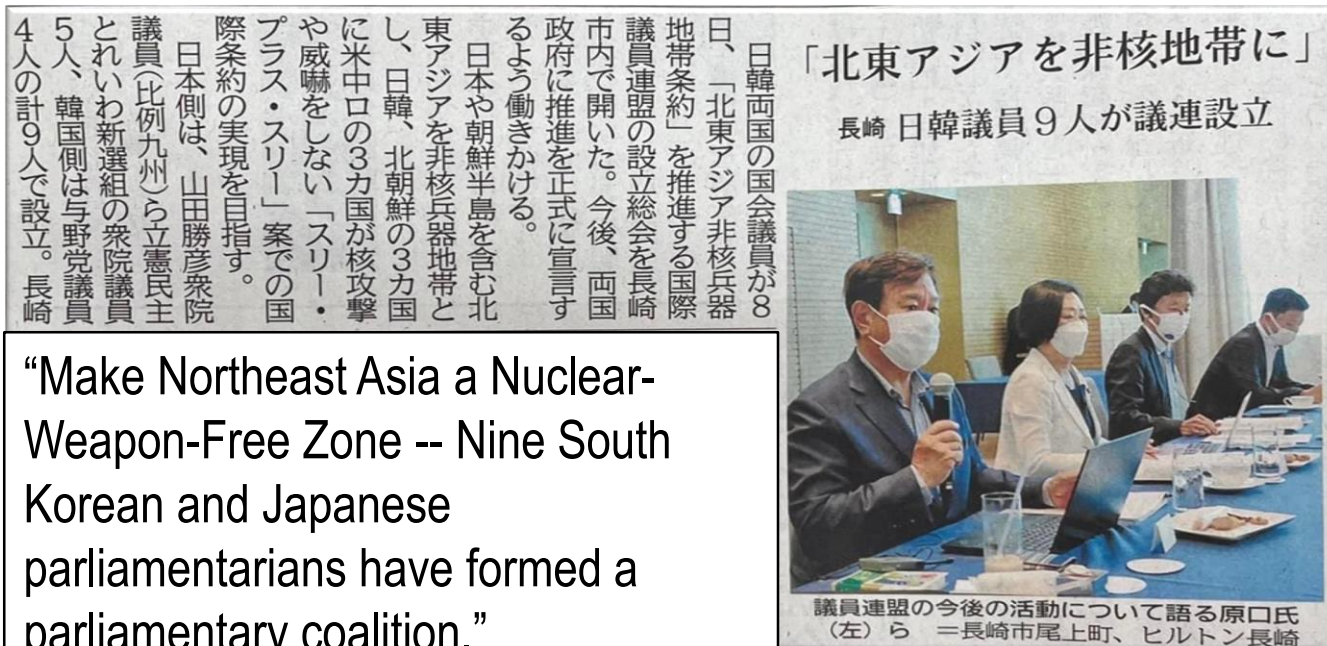 「北東アジアを非核地帯に」
長崎 日韓議員９人が議連設立
日韓両国の国会議員が８
日、「北東アジア非核兵器
地帯条約」を推進する国際
議員連盟の設立総会を長崎
市内で開いた。今後、両国
政府に推進を正式に宣言す
るよう働きかける。
日本や朝鮮半島を含む北
東アジアを非核兵器地帯と
し、日韓、北朝鮮の３カ国
に米中ロの３カ国が核攻撃
や威嚇をしない「スリー・
プラス・スリー」案での国
際条約の実現を目指す。
日本側は、山田勝彦衆院
議員(比例九州)ら立憲民主
とれいわ新選組の衆院議員
５人、韓国側は与野党議員
４人の計９人で設立。長崎
議員連盟の今後の活動について語る原口氏
(左)ら ＝長崎市尾上町、ヒルトン長崎
“Make Northeast Asia a Nuclear-
Weapon-Free Zone -- Nine South
Korean and Japanese
parliamentarians have formed a
parliamentary coalition.”